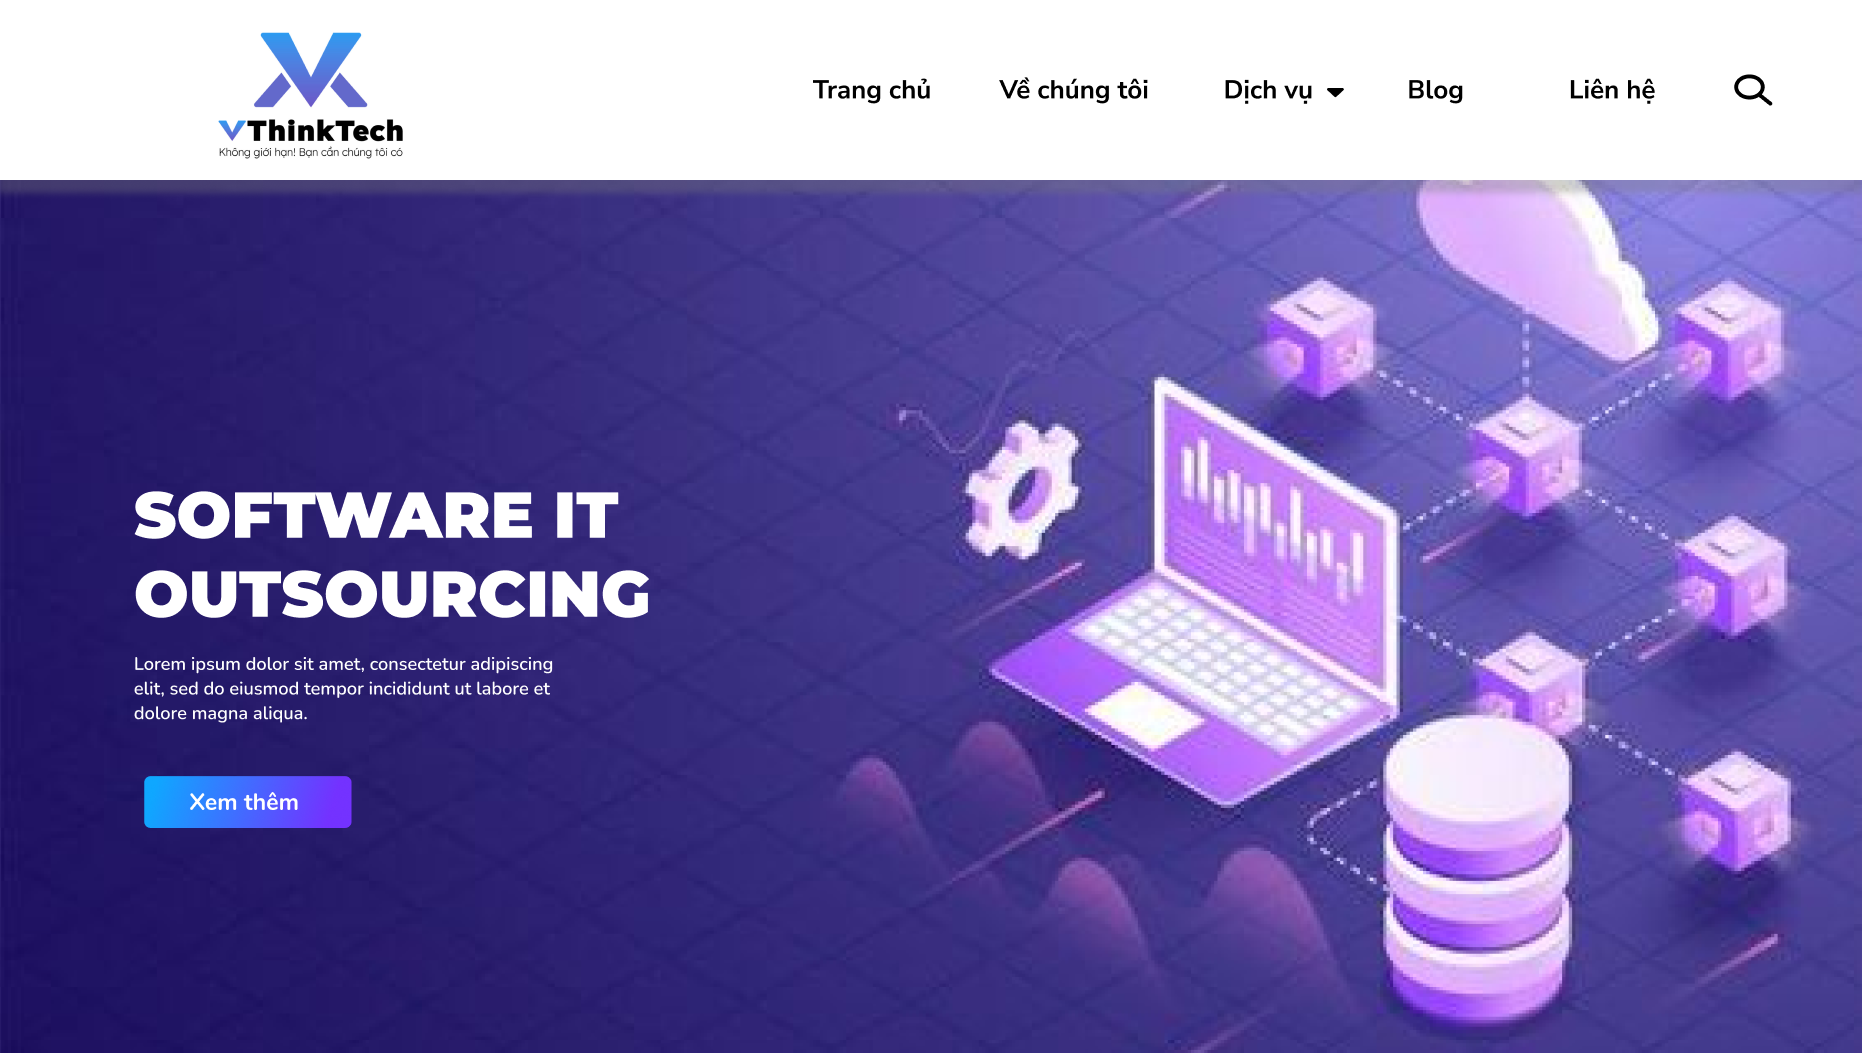 vThinkTech
Không giới hạn! Bạn cần chúng tôi có
Trang chủ
Về chúng tôi
Dịch vụ
Blog
Liên hệ
SOFTWARE IT
OUTSOURCING
Lorem ipsum dolor sit amet, consectetur adipiscing
elit, sed do eiusmod tempor incididunt ut labore et
dolore magna aliqua.
Xem thêm